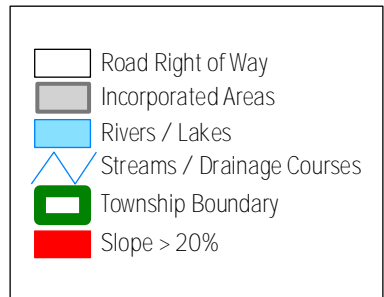 Road Right of Way
Incorporated Areas
Rivers / Lakes
Streams / Drainage Courses
Township Boundary
Slope > 20%